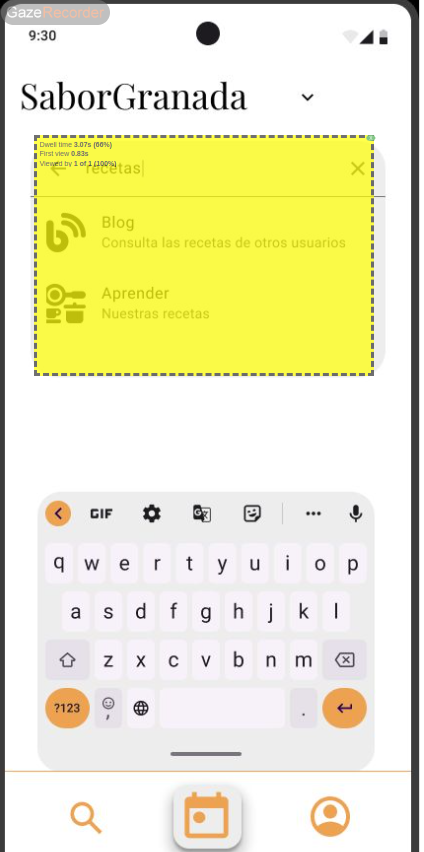 GazeRecorder
9:30
SaborGranada
Dwell time 3.07s (66%)
First view 0.83s
Viewed by 1 of 1 (100%)
recetas
Blog
Consulta las recetas de otros usuarios
Aprender
Nuestras recetas
GIF
q w e r t y u i o p
a s d f g h j k l
z x c v b n m
?123 , .